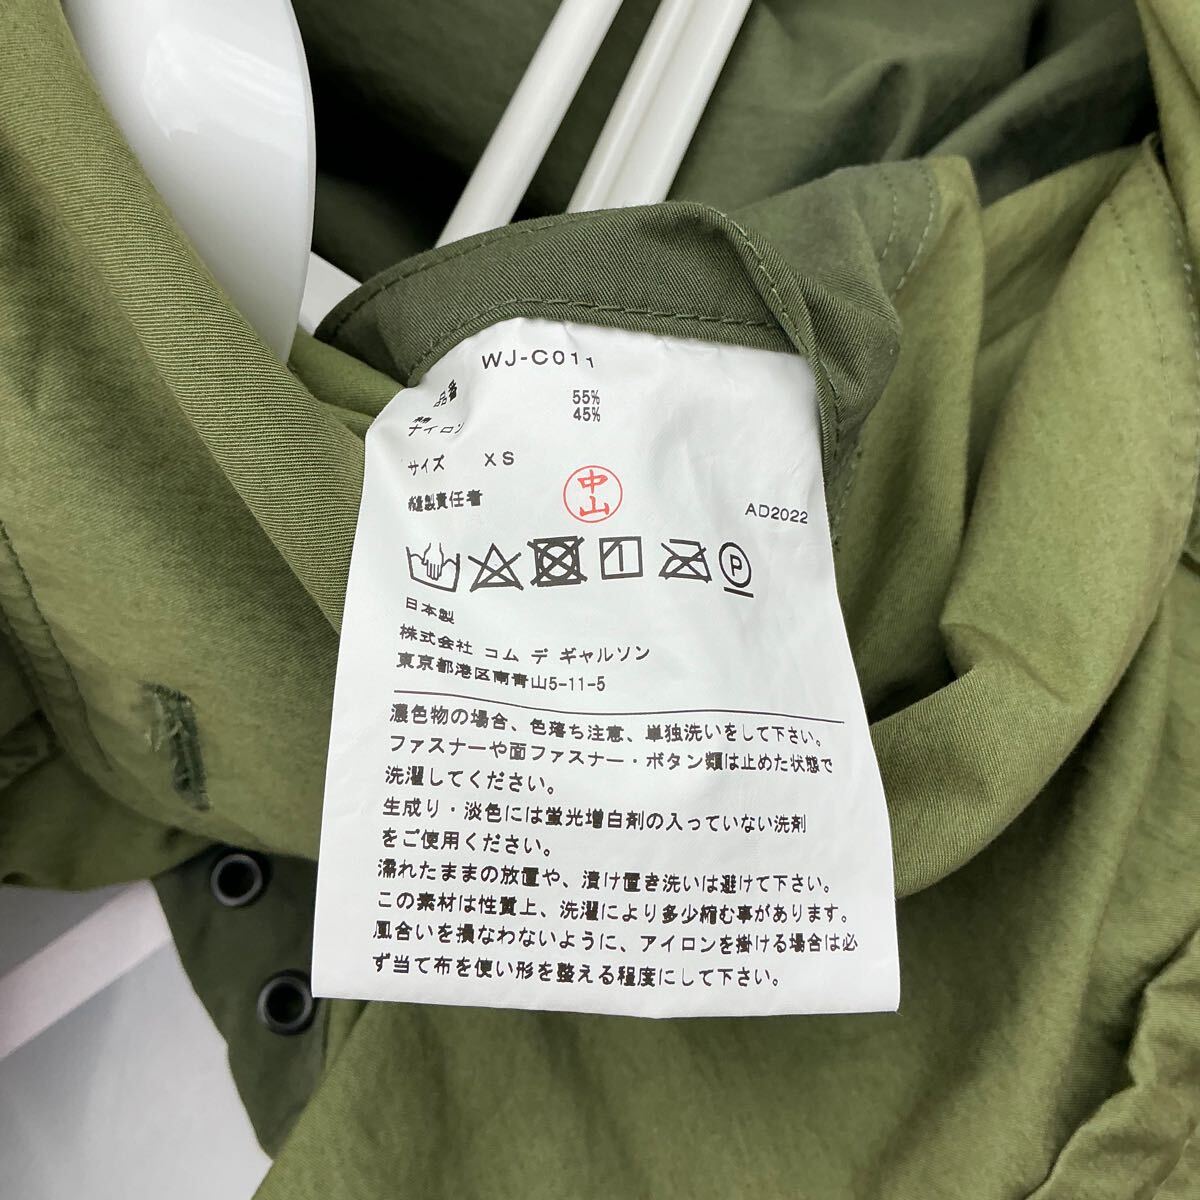 WJ-C011
品番
55%
ナイロン 45%
サイズ XS
縫製責任者
中山
AD2022
P
日本製
株式会社 コム デ ギャルソン
東京都港区南青山5-11-5
濃色物の場合、色落ち注意、単独洗いをして下さい。
ファスナーや面ファスナー・ボタン類は止めた状態で
洗濯してください。
生成り・淡色には蛍光増白剤の入っていない洗剤
をご使用ください。
濡れたままの放置や、漬け置き洗いは避けて下さい。
この素材は性質上、洗濯により多少縮む事があります。
風合いを損なわないように、アイロンを掛ける場合は必
ず当て布を使い形を整える程度にして下さい。